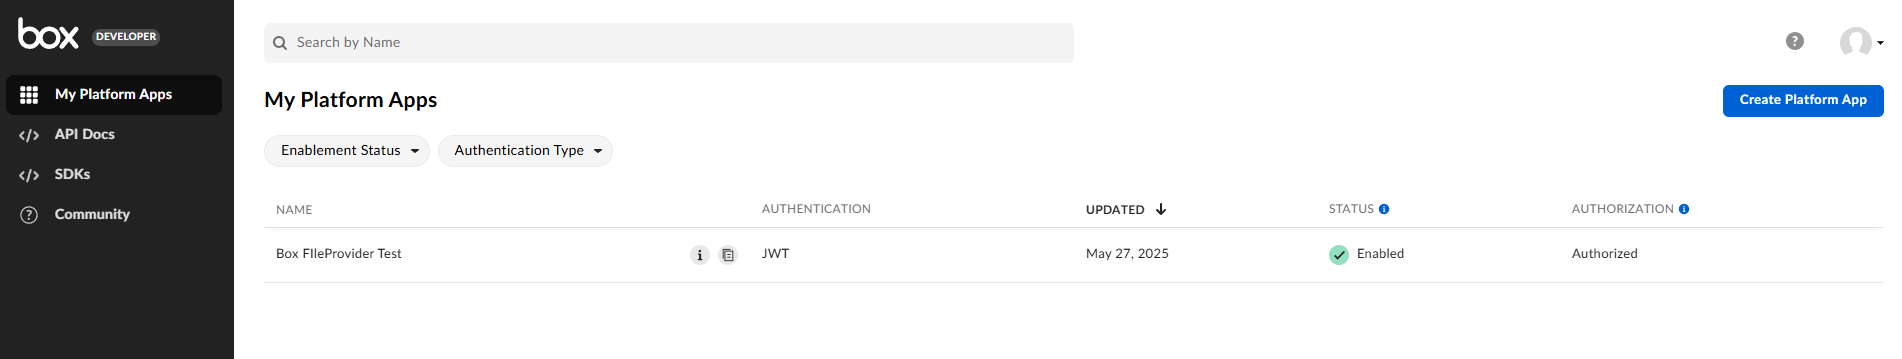 box DEVELOPER
Search by Name
?
My Platform Apps
My Platform Apps
Create Platform App
API Docs
Enablement Status
Authentication Type
SDKs
? Community
NAME
AUTHENTICATION
UPDATED
STATUS i
AUTHORIZATION i
Box FIleProvider Test
i
JWT
May 27, 2025
Enabled
Authorized